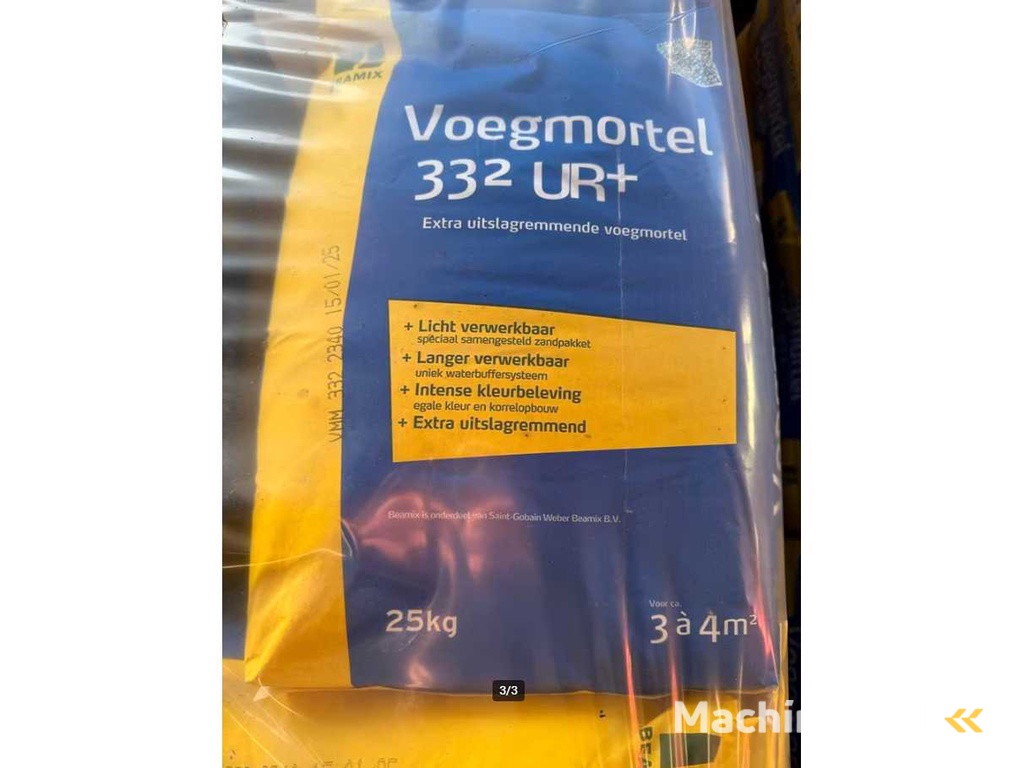 BEAMIX
Voegmortel
332 UR+
Extra uitslagremmende voegmortel
VMM 332 2340 15/01/25
+ Licht verwerkbaar
speciaal samengesteld zandpakket
+ Langer verwerkbaar
uniek waterbuffersysteem
+ Intense kleurbeleving
egale kleur en korrelopbouw
+ Extra uitslagremmend
Beamix is onderdeel van Saint-Gobain Weber Beamix B.V.
25kg
Voor ca.
3 à 4m²
3/3
Machin